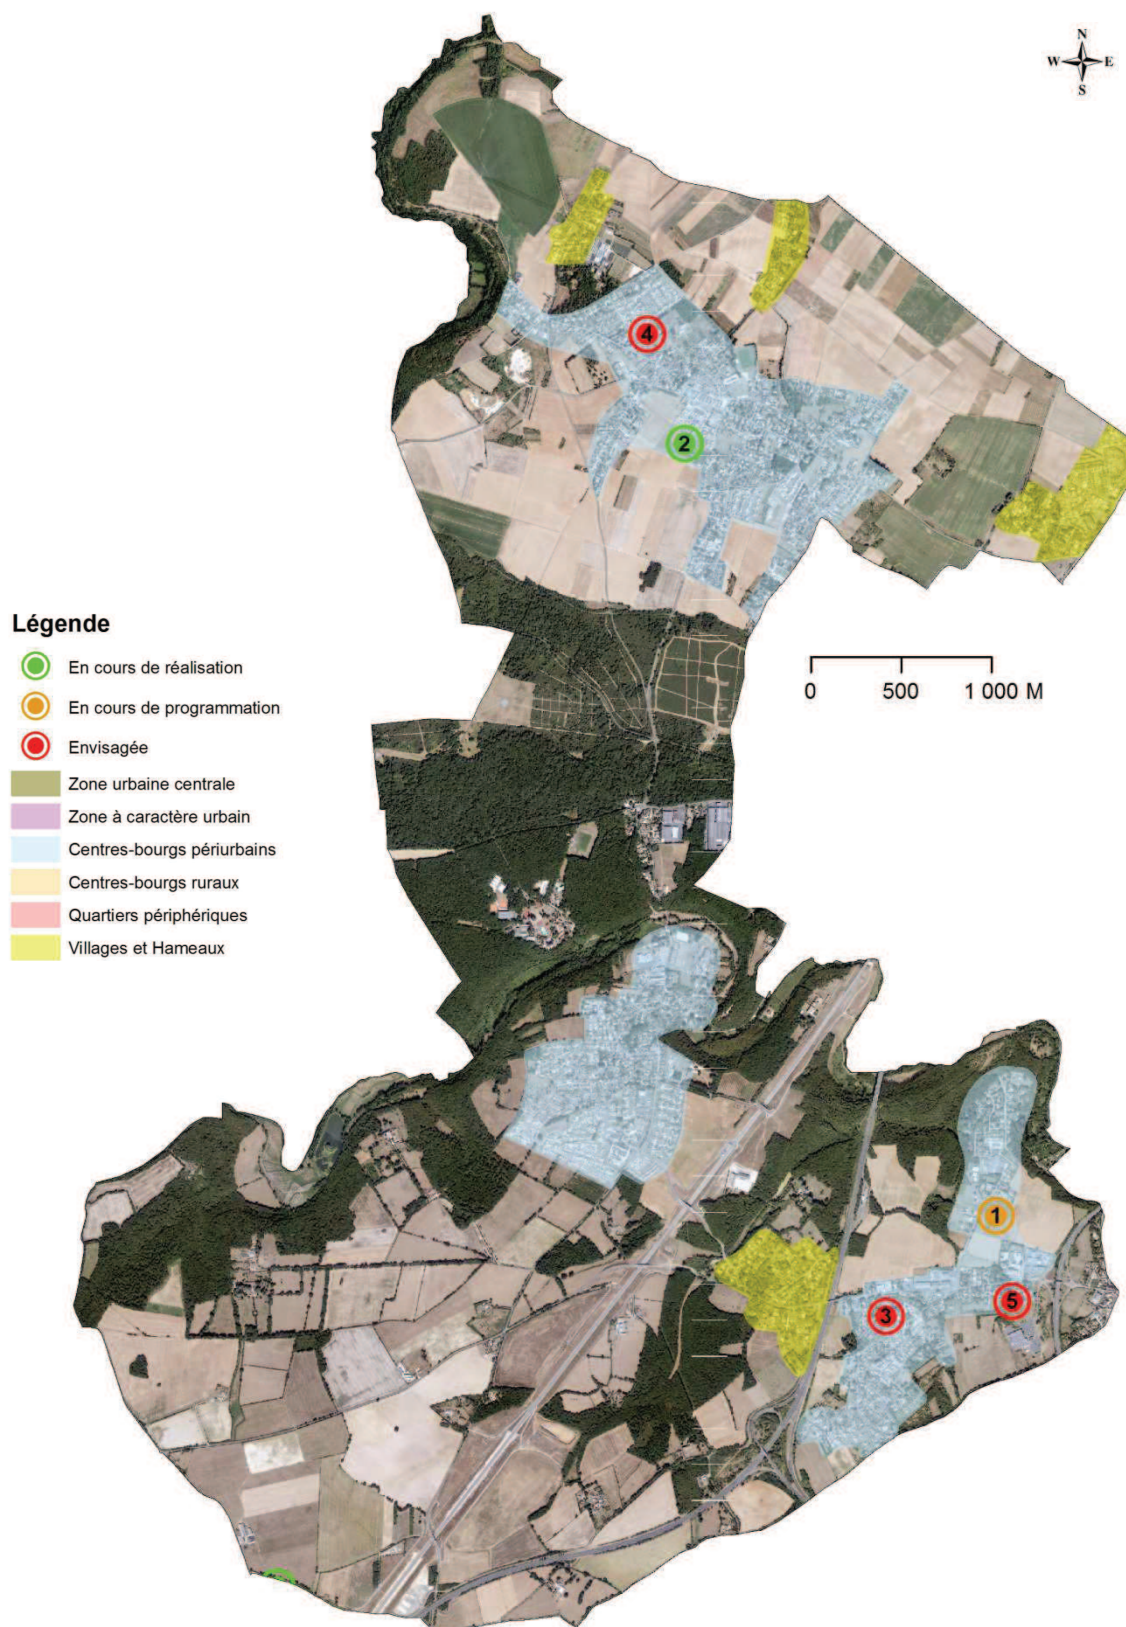 N
W E
S
4
2
Légende
En cours de réalisation
En cours de programmation
Envisagée
Zone urbaine centrale
Zone à caractère urbain
Centres-bourgs périurbains
Centres-bourgs ruraux
Quartiers périphériques
Villages et Hameaux
0 500 1 000 M
1
5
3